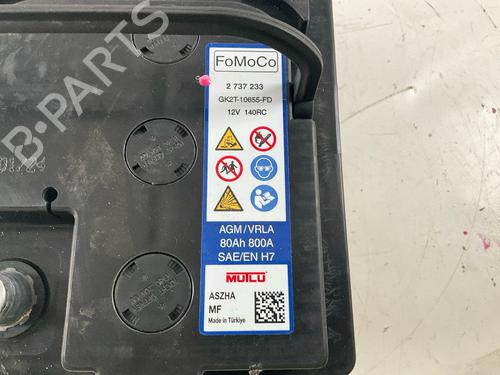 B-PARTS
FoMoCo
2 737 233
GK2T-10655-FD
12V 140RC
AGM/VRLA
80Ah 800A
SAE/EN H7
MUTLU
ASZHA
MF
Made in Türkiye